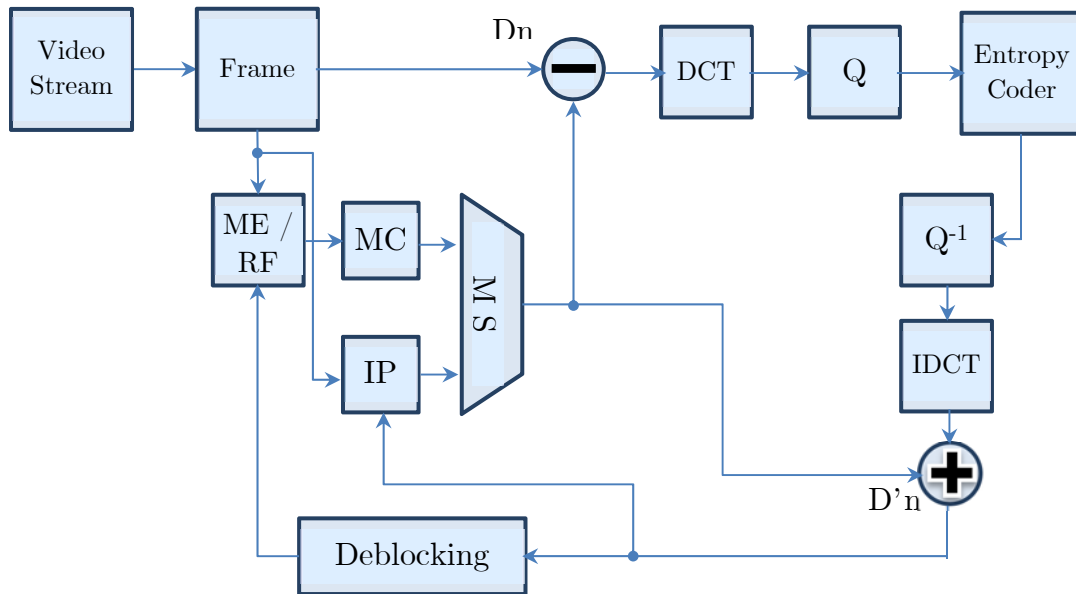 Video
Stream
Frame
Dn
DCT
Q
Entropy
Coder
ME /
RF
MC
M S
Q-1
IP
IDCT
D'n
Deblocking